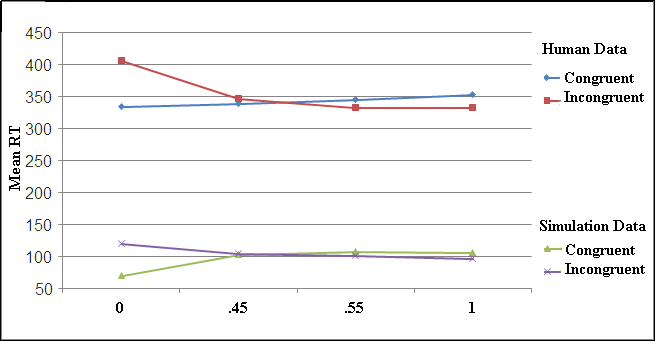 450
400
350
300
250
200
150
100
50
Mean RT
0 .45 .55 1
Human Data
Congruent
Incongruent
Simulation Data
Congruent
Incongruent